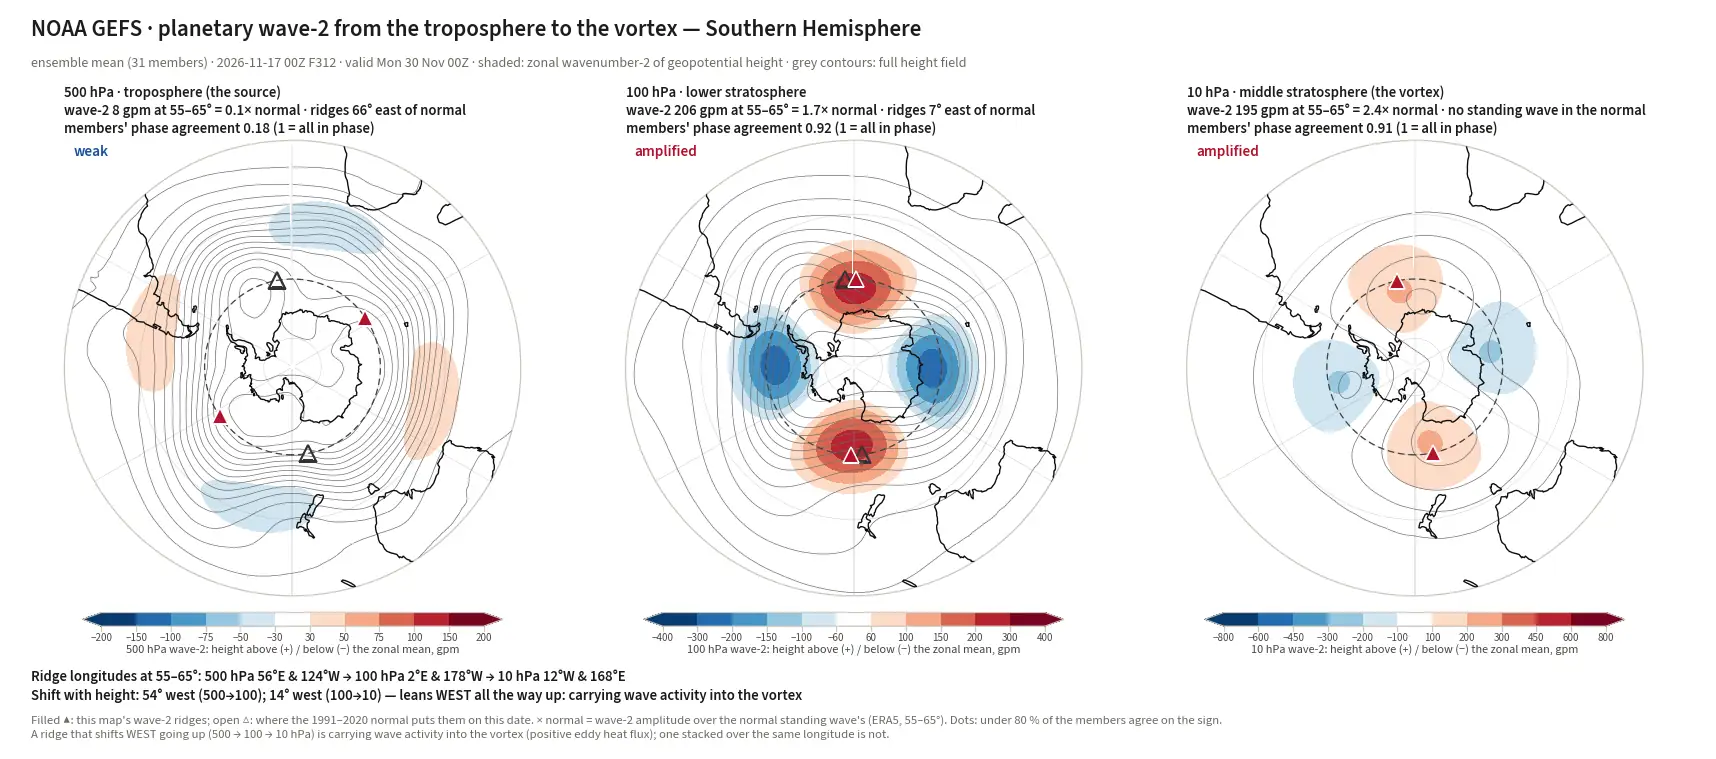 NOAA GEFS · planetary wave-2 from the troposphere to the vortex — Southern Hemisphere
ensemble mean (31 members) · 2026-11-17 00Z F312 · valid Mon 30 Nov 00Z · shaded: zonal wavenumber-2 of geopotential height · grey contours: full height field
500 hPa · troposphere (the source)
wave-2 8 gpm at 55–65° = 0.1× normal · ridges 66° east of normal
members' phase agreement 0.18 (1 = all in phase)
weak
100 hPa · lower stratosphere
wave-2 206 gpm at 55–65° = 1.7× normal · ridges 7° east of normal
members' phase agreement 0.92 (1 = all in phase)
amplified
10 hPa · middle stratosphere (the vortex)
wave-2 195 gpm at 55–65° = 2.4× normal · no standing wave in the normal
members' phase agreement 0.91 (1 = all in phase)
amplified
−200 −150 −100 −75 −50 −30 30 50 75 100 150 200
500 hPa wave-2: height above (+) / below (−) the zonal mean, gpm
−400 −300 −200 −150 −100 −60 60 100 150 200 300 400
100 hPa wave-2: height above (+) / below (−) the zonal mean, gpm
−800 −600 −450 −300 −200 −100 100 200 300 450 600 800
10 hPa wave-2: height above (+) / below (−) the zonal mean, gpm
Ridge longitudes at 55–65°: 500 hPa 56°E & 124°W → 100 hPa 2°E & 178°W → 10 hPa 12°W & 168°E
Shift with height: 54° west (500→100); 14° west (100→10) — leans WEST all the way up: carrying wave activity into the vortex
Filled ▲: this map's wave-2 ridges; open △: where the 1991–2020 normal puts them on this date. × normal = wave-2 amplitude over the normal standing wave's (ERA5, 55–65°). Dots: under 80 % of the members agree on the sign.
A ridge that shifts WEST going up (500 → 100 → 10 hPa) is carrying wave activity into the vortex (positive eddy heat flux); one stacked over the same longitude is not.